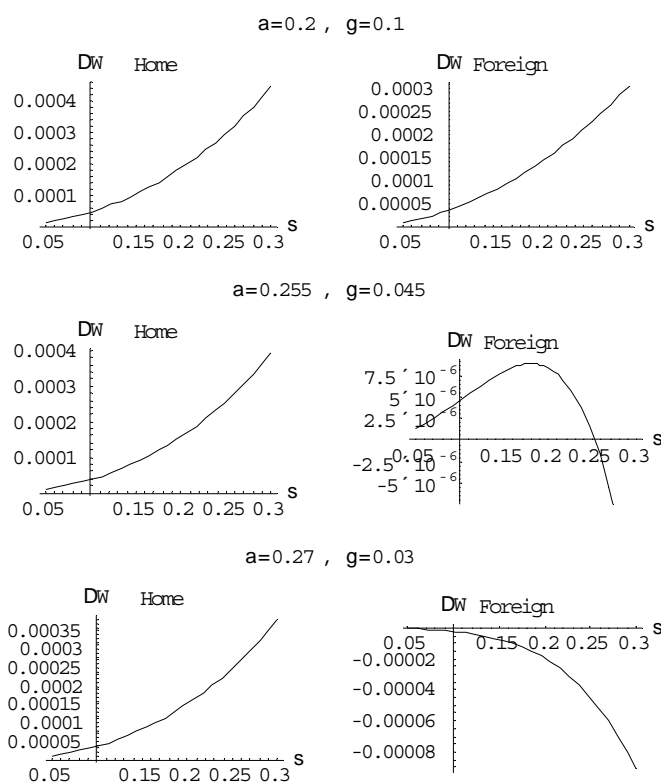 a=0.2 , g=0.1
DW Home
0.0004
0.0003
0.0002
0.0001
s
0.05 0.15 0.2 0.25 0.3
DW Foreign
0.0003
0.00025
0.0002
0.00015
0.0001
0.00005
s
0.05 0.15 0.2 0.25 0.3
a=0.255 , g=0.045
DW Home
0.0004
0.0003
0.0002
0.0001
s
0.05 0.15 0.2 0.25 0.3
DW Foreign
7.5´10 -6
5´10 -6
2.5´10 -6
s
0.05 0.15 0.2 0.25 0.3
-2.5´10 -6
-5´10 -6
a=0.27 , g=0.03
DW Home
0.00035
0.0003
0.00025
0.0002
0.00015
0.0001
0.00005
s
0.05 0.15 0.2 0.25 0.3
DW Foreign
s
0.05 0.15 0.2 0.25 0.3
-0.00002
-0.00004
-0.00006
-0.00008